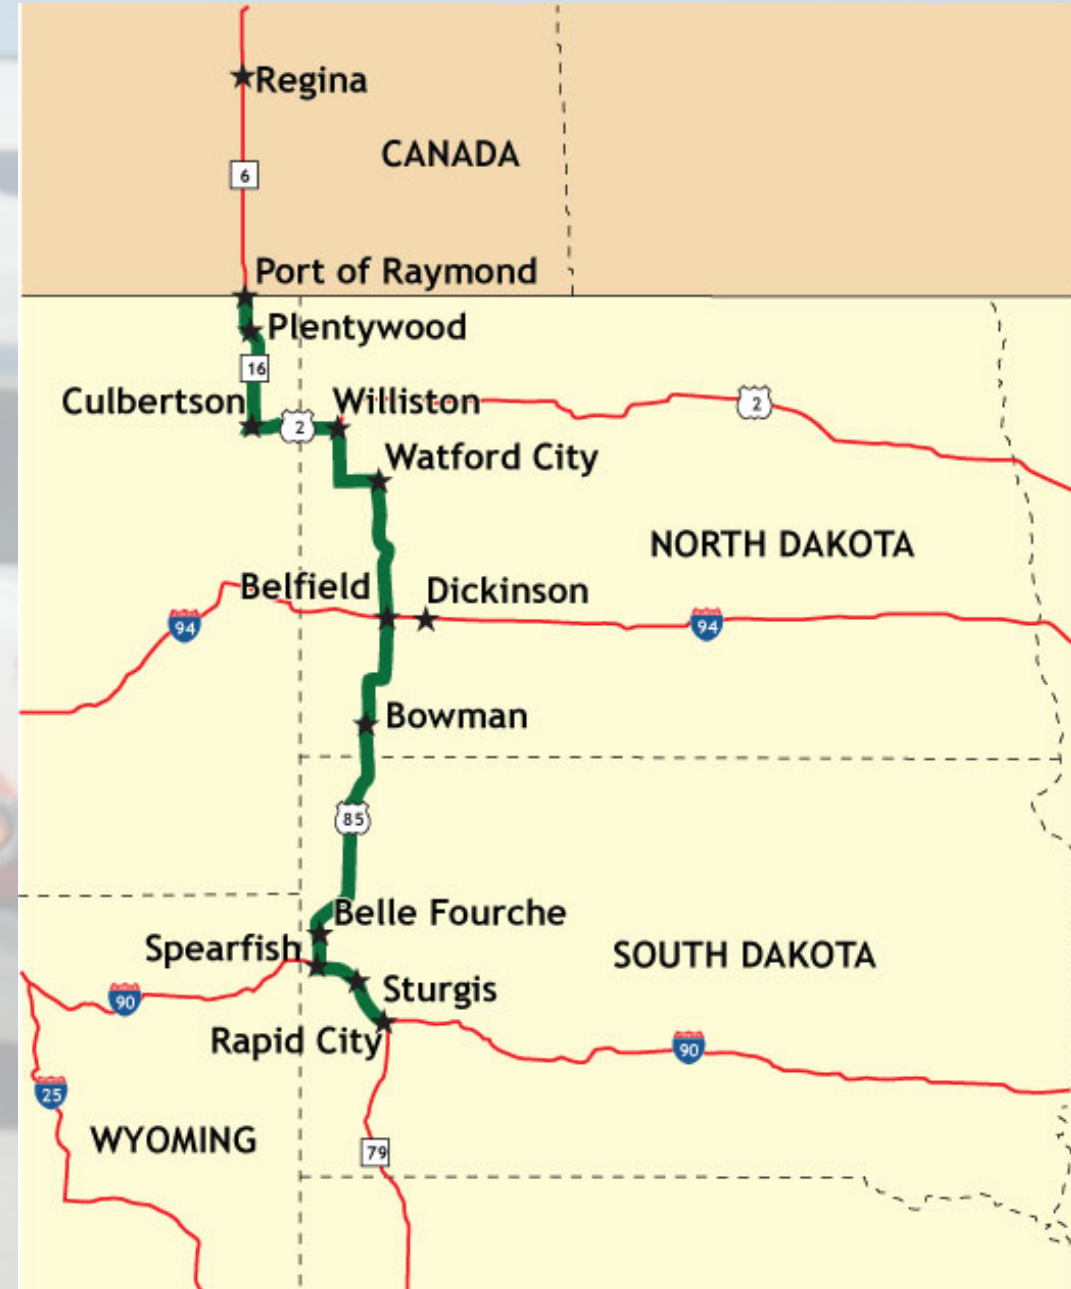 Regina
CANADA
6
Port of Raymond
Plentywood
16
Culbertson
Williston
2
2
Watford City
NORTH DAKOTA
Belfield
Dickinson
94
94
Bowman
85
Belle Fourche
Spearfish
SOUTH DAKOTA
90
Sturgis
Rapid City
90
25
WYOMING
79